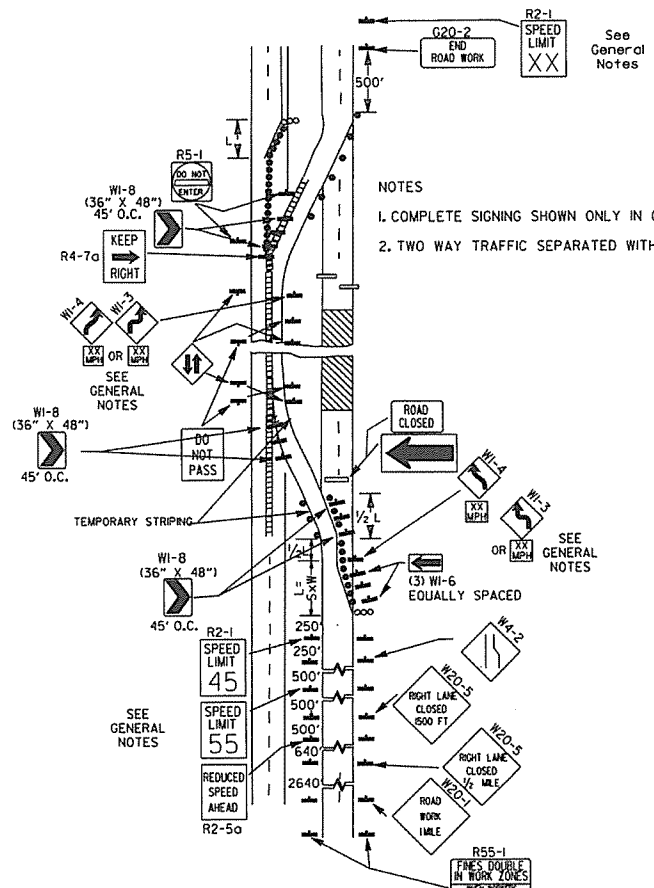 R2-1
SPEED
LIMIT
XX
See
General
Notes
G20-2
END
ROAD WORK
500'
L
R5-1
DO NOT
ENTER
W1-8
(36" X 48")
45' O.C.
KEEP
RIGHT
R4-7a
NOTES
1. COMPLETE SIGNING SHOWN ONLY IN
2. TWO WAY TRAFFIC SEPARATED WITH
W1-4
W1-3
XX
MPH
OR
XX
MPH
SEE
GENERAL
NOTES
W1-8
(36" X 48")
45' O.C.
DO
NOT
PASS
ROAD
CLOSED
TEMPORARY STRIPING
1/2 L
W1-4
XX
MPH
W1-3
OR
XX
MPH
SEE
GENERAL
NOTES
W1-8
(36" X 48")
45' O.C.
1/2 L
L=
SxW
(3) W1-6
EQUALLY SPACED
250'
250'
500'
500'
500'
640'
2640'
R2-1
SPEED
LIMIT
45
SPEED
LIMIT
55
SEE
GENERAL
NOTES
REDUCED
SPEED
AHEAD
R2-5a
W4-2
W20-5
RIGHT LANE
CLOSED
1500 FT
W20-5
RIGHT LANE
CLOSED
1/2 MILE
W20-1
ROAD
WORK
1 MILE
R55-1
FINES DOUBLE
IN WORK ZONES